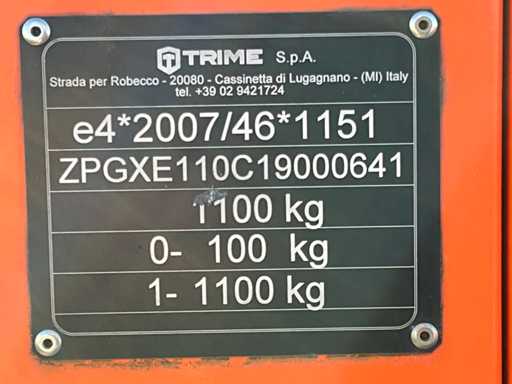 TRIME S.p.A.
Strada per Robecco - 20080 - Cassinetta di Lugagnano - (MI) Italy
tel. +39 02 9421724
e4*2007/46*1151
ZPGXE110C19000641
1100 kg
0- 100 kg
1- 1100 kg